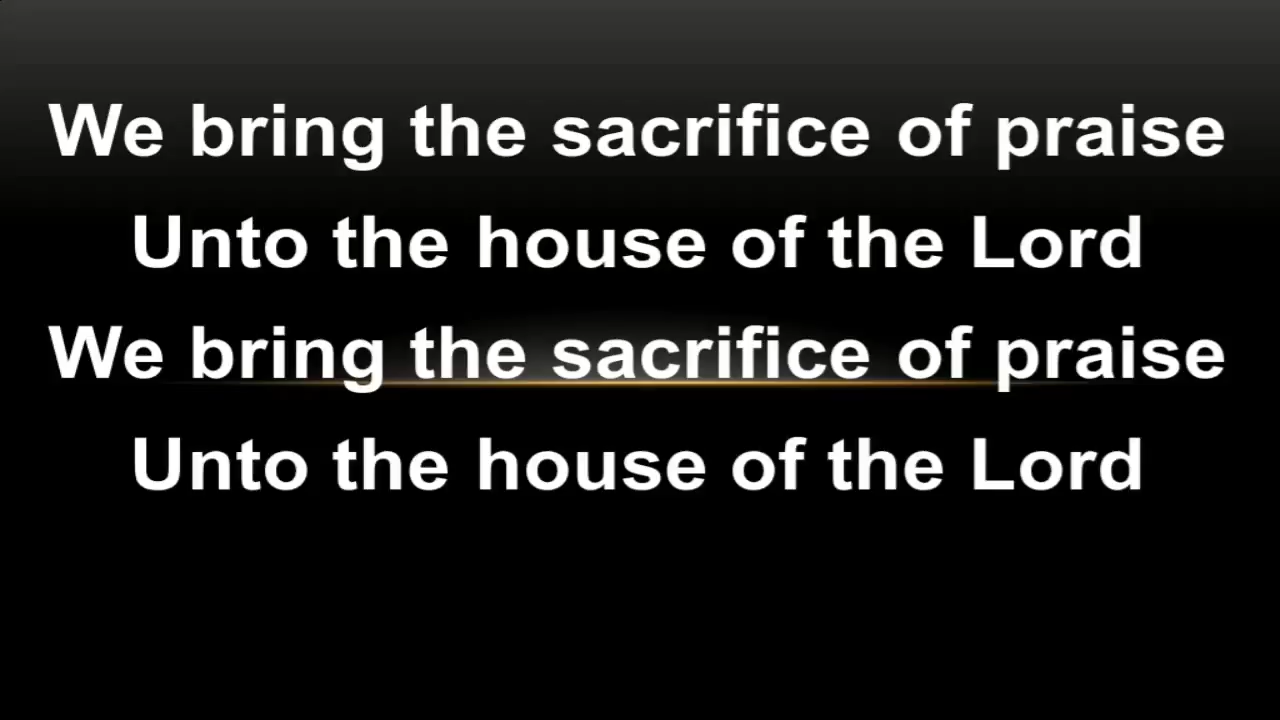 We bring the sacrifice of praise
Unto the house of the Lord
We bring the sacrifice of praise
Unto the house of the Lord